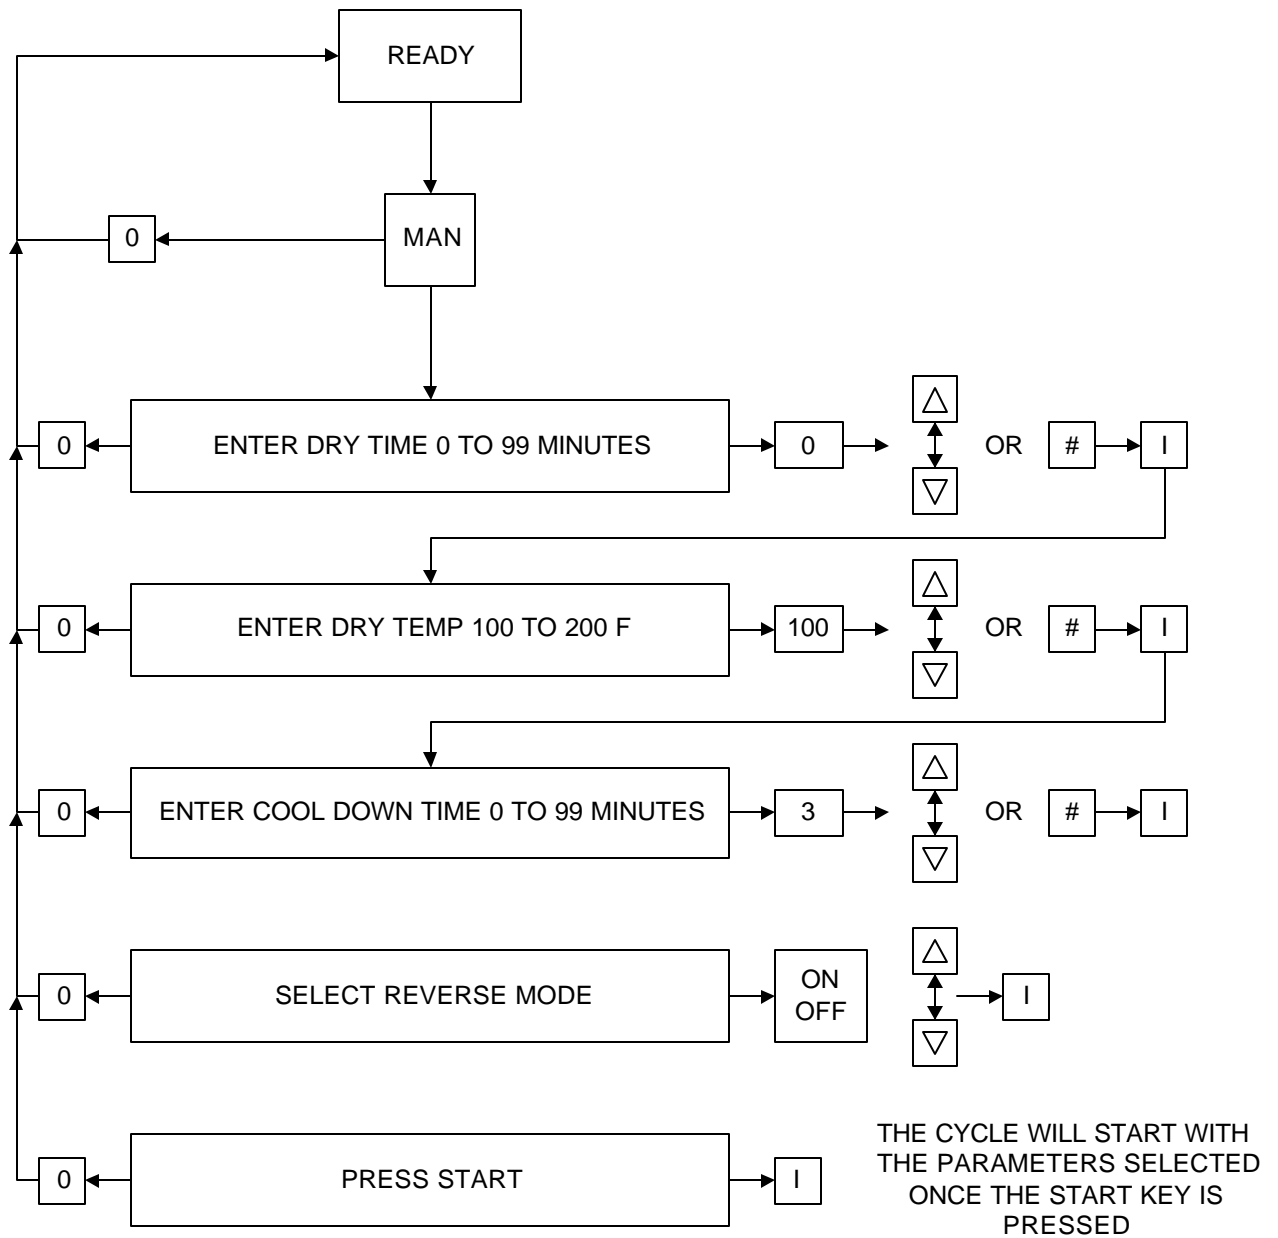 READY
0
MAN
0
ENTER DRY TIME 0 TO 99 MINUTES
0
OR
#
I
0
ENTER DRY TEMP 100 TO 200 F
100
OR
#
I
0
ENTER COOL DOWN TIME 0 TO 99 MINUTES
3
OR
#
I
0
SELECT REVERSE MODE
ON
OFF
I
0
PRESS START
I
THE CYCLE WILL START WITH
THE PARAMETERS SELECTED
ONCE THE START KEY IS
PRESSED